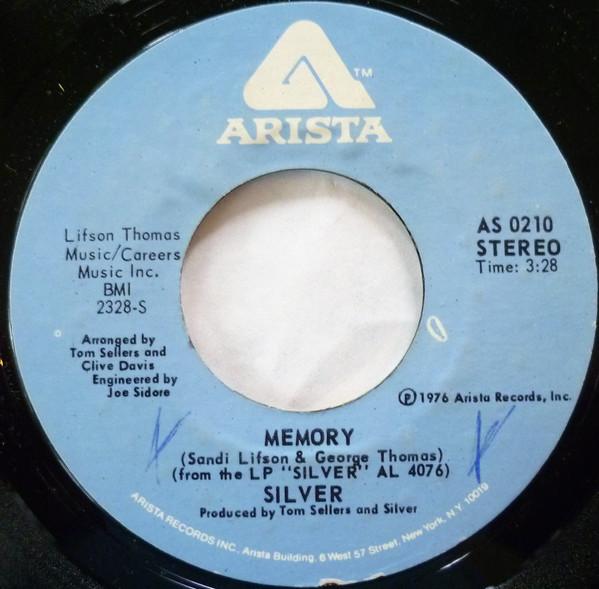 TM
ARISTA
Lifson Thomas
Music/Careers
Music Inc.
BMI
2328-S
AS 0210
STEREO
Time: 3:28
Arranged by
Tom Sellers and
Clive Davis
Engineered by
Joe Sidore
℗ 1976 Arista Records, Inc.
MEMORY
(Sandi Lifson & George Thomas)
(from the LP "SILVER" AL 4076)
SILVER
Produced by Tom Sellers and Silver
ARISTA RECORDS INC. Arista Building, 6 West 57 Street, New York, N.Y. 10019